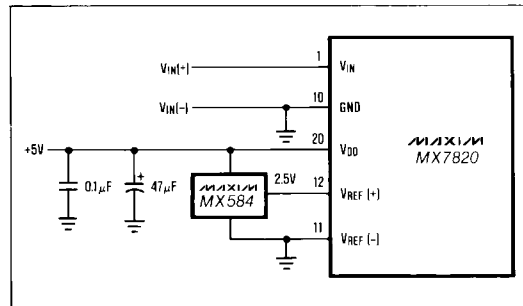 1
VIN(+)
VIN
10
VIN(−)
GND
20
+5V
VDD
MAXIM
MX7820
0.1μF
+
47μF
MAXIM
MX584
2.5V
12
VREF (+)
11
VREF (−)